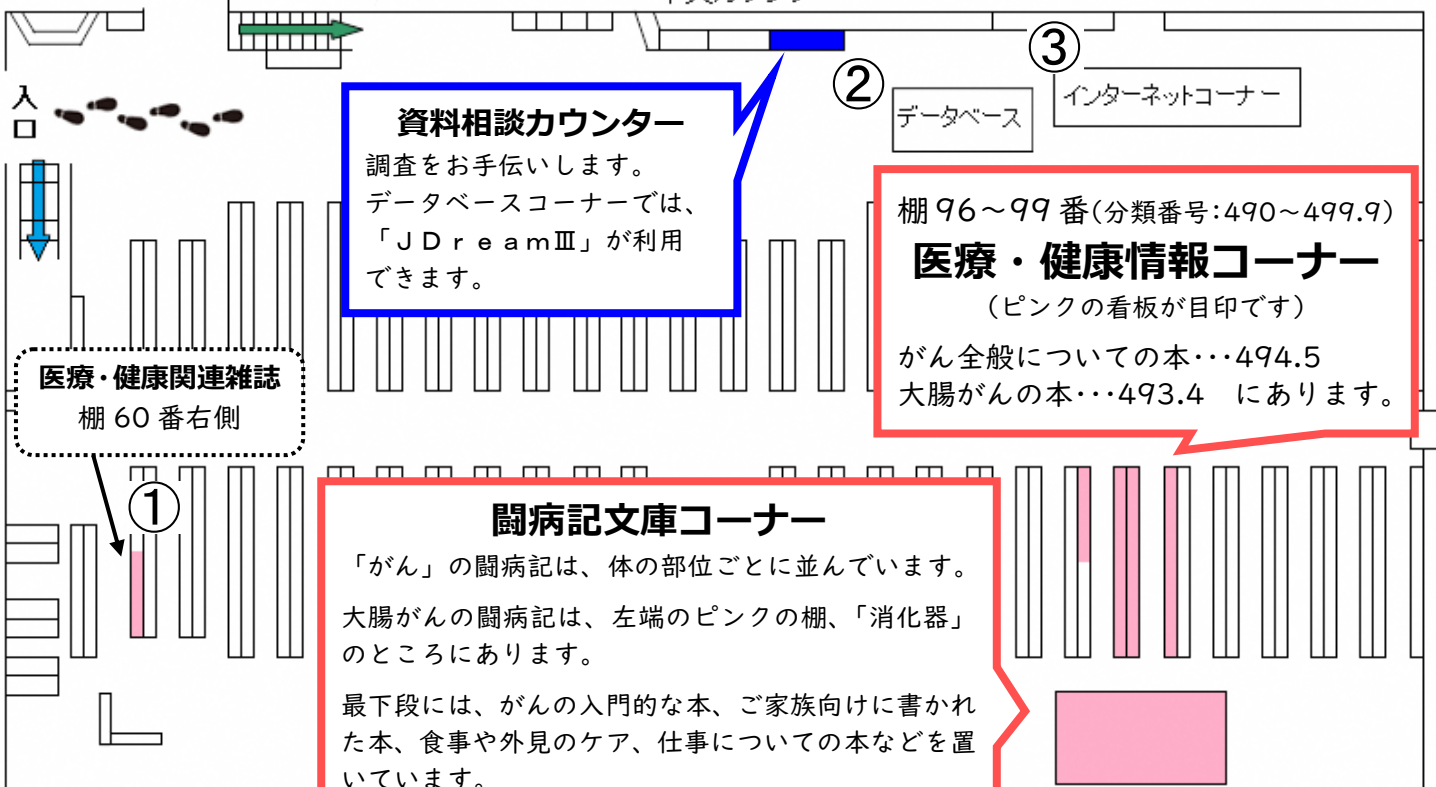 入
口
②
③
データベース
インターネットコーナー
資料相談カウンター
調査をお手伝いします。
データベースコーナーでは、
「ＪＤｒｅａｍⅢ」が利用
できます。
棚 96～99 番(分類番号:490～499.9)
医療・健康情報コーナー
(ピンクの看板が目印です)
がん全般についての本･･･494.5
大腸がんの本･･･493.4　にあります。
医療・健康関連雑誌
棚 60 番右側
①
闘病記文庫コーナー
「がん」の闘病記は、体の部位ごとに並んでいます。
大腸がんの闘病記は、左端のピンクの棚、「消化器」
のところにあります。
最下段には、がんの入門的な本、ご家族向けに書かれ
た本、食事や外見のケア、仕事についての本などを置
いています。